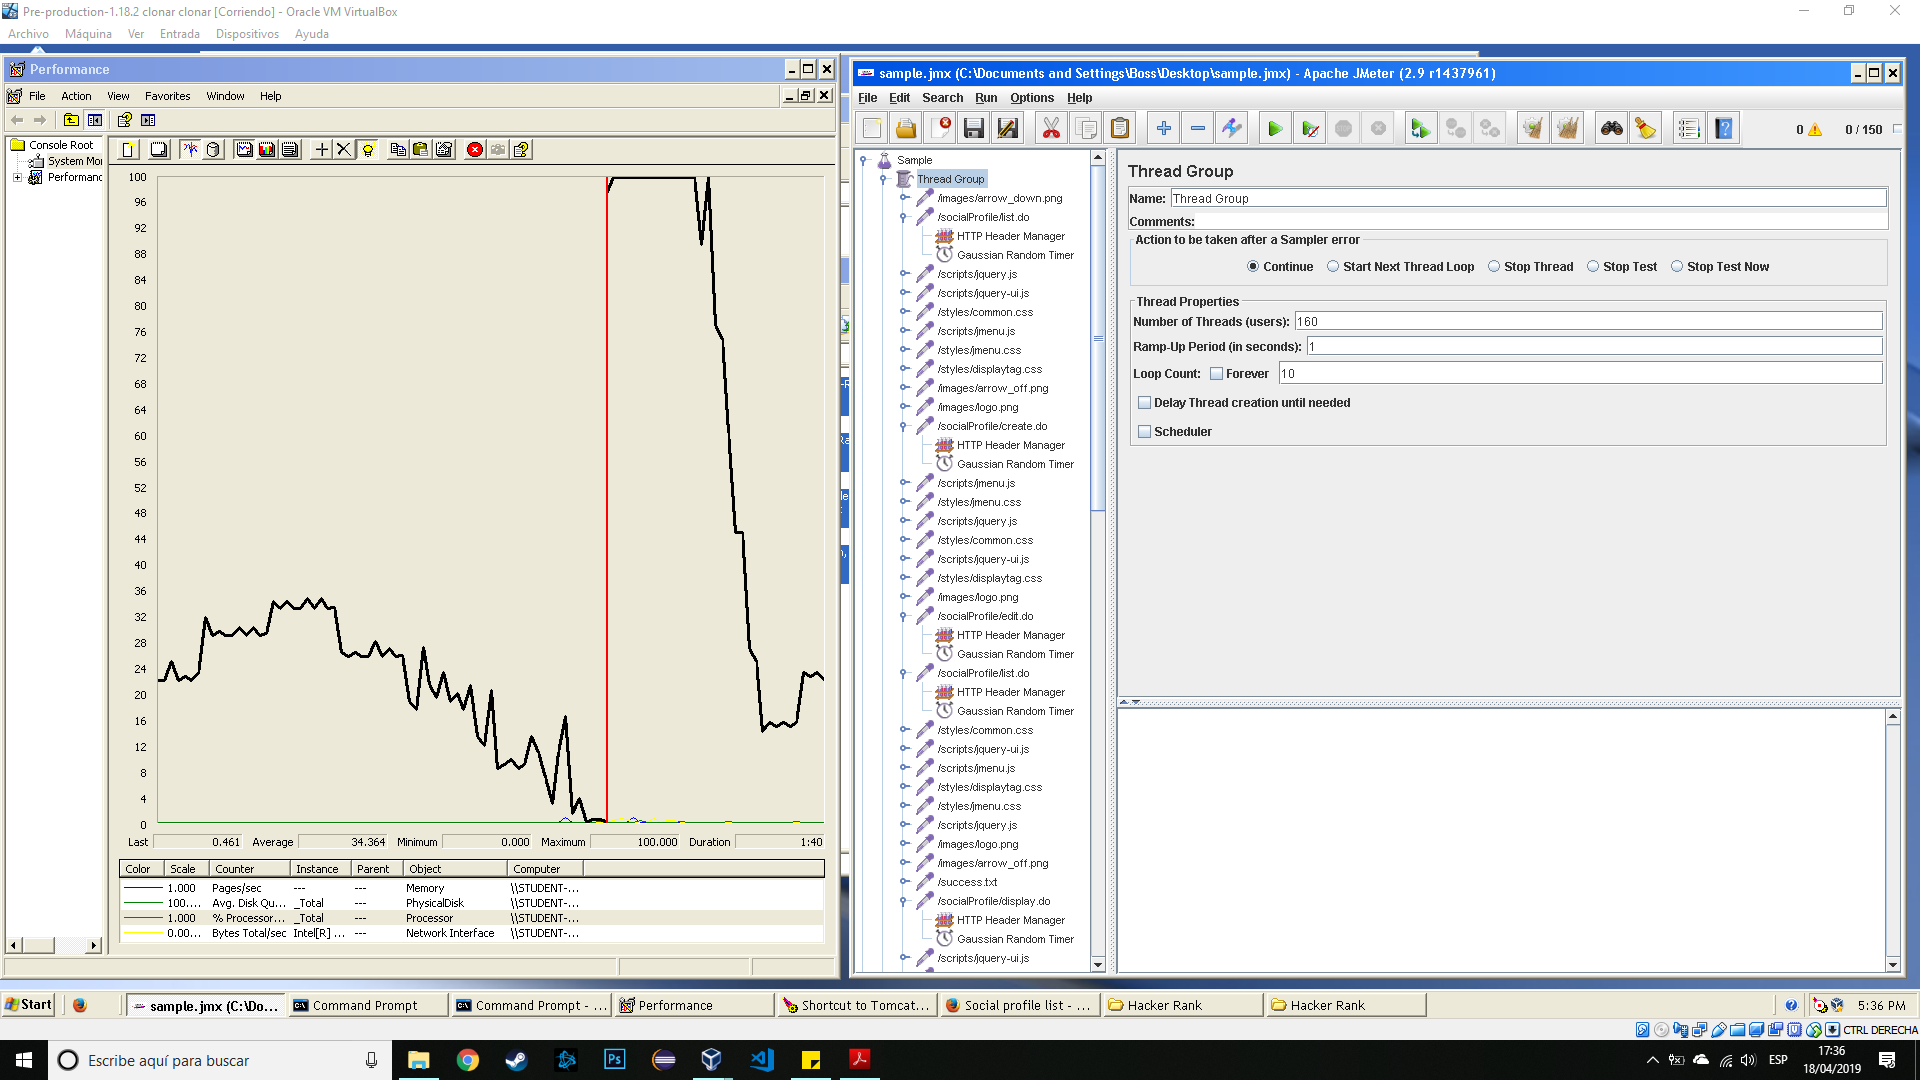 Pre-production-1.18.2 clonar clonar [Corriendo] - Oracle VM VirtualBox
Archivo Máquina Ver Entrada Dispositivos Ayuda
Performance
File Action View Favorites Window Help
Console Root
System Mo
Performanc
100
96
92
88
84
80
76
72
68
64
60
56
52
48
44
40
36
32
28
24
20
16
12
8
4
0
Last 0.461 Average 34.364 Minimum 0.000 Maximum 100.000 Duration 1:40
Color Scale Counter Instance Parent Object Computer
1.000 Pages/sec --- --- Memory \\STUDENT-...
100.... Avg. Disk Qu... _Total --- PhysicalDisk \\STUDENT-...
1.000 % Processor... _Total --- Processor \\STUDENT-...
0.00... Bytes Total/sec Intel[R] ... --- Network Interface \\STUDENT-...
sample.jmx (C:\Documents and Settings\Boss\Desktop\sample.jmx) - Apache JMeter (2.9 r1437961)
File Edit Search Run Options Help
0 0 / 150
Sample
Thread Group
/images/arrow_down.png
/socialProfile/list.do
HTTP Header Manager
Gaussian Random Timer
/scripts/jquery.js
/scripts/jquery-ui.js
/styles/common.css
/scripts/jmenu.js
/styles/jmenu.css
/styles/displaytag.css
/images/arrow_off.png
/images/logo.png
/socialProfile/create.do
HTTP Header Manager
Gaussian Random Timer
/scripts/jmenu.js
/styles/jmenu.css
/scripts/jquery.js
/styles/common.css
/scripts/jquery-ui.js
/styles/displaytag.css
/images/logo.png
/socialProfile/edit.do
HTTP Header Manager
Gaussian Random Timer
/socialProfile/list.do
HTTP Header Manager
Gaussian Random Timer
/styles/common.css
/scripts/jquery-ui.js
/scripts/jmenu.js
/styles/displaytag.css
/styles/jmenu.css
/scripts/jquery.js
/images/logo.png
/images/arrow_off.png
/success.txt
/socialProfile/display.do
HTTP Header Manager
Gaussian Random Timer
/scripts/jquery-ui.js
Thread Group
Name: Thread Group
Comments:
Action to be taken after a Sampler error
Continue Start Next Thread Loop Stop Thread Stop Test Stop Test Now
Thread Properties
Number of Threads (users): 160
Ramp-Up Period (in seconds): 1
Loop Count: Forever 10
Delay Thread creation until needed
Scheduler
Start sample.jmx (C:\Do... Command Prompt Command Prompt - ... Performance Shortcut to Tomcat... Social profile list - ... Hacker Rank Hacker Rank 5:36 PM
CTRL DERECHA
Escribe aquí para buscar
Ps
ESP
17:36
18/04/2019